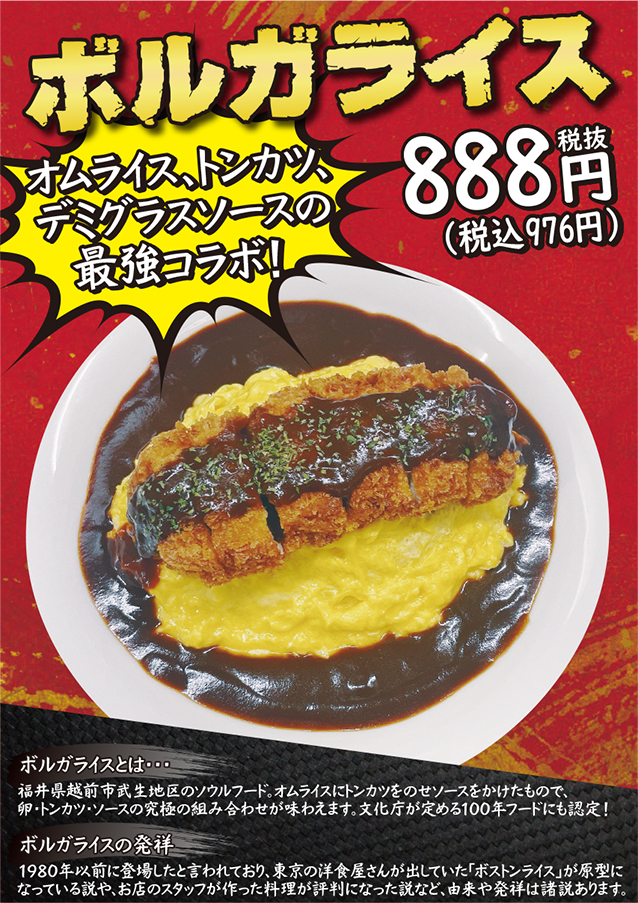 ボルガライス
オムライス、トンカツ、
デミグラスソースの
最強コラボ!
888円 税抜
(税込976円)
ボルガライスとは・・・
福井県越前市武生地区のソウルフード。オムライスにトンカツをのせソースをかけたもので、
卵・トンカツ・ソースの究極の組み合わせが味わえます。文化庁が定める100年フードにも認定!
ボルガライスの発祥
1980年以前に登場したと言われており、東京の洋食屋さんが出していた「ボストンライス」が原型に
なっている説や、お店のスタッフが作った料理が評判になった説など、由来や発祥は諸説あります。